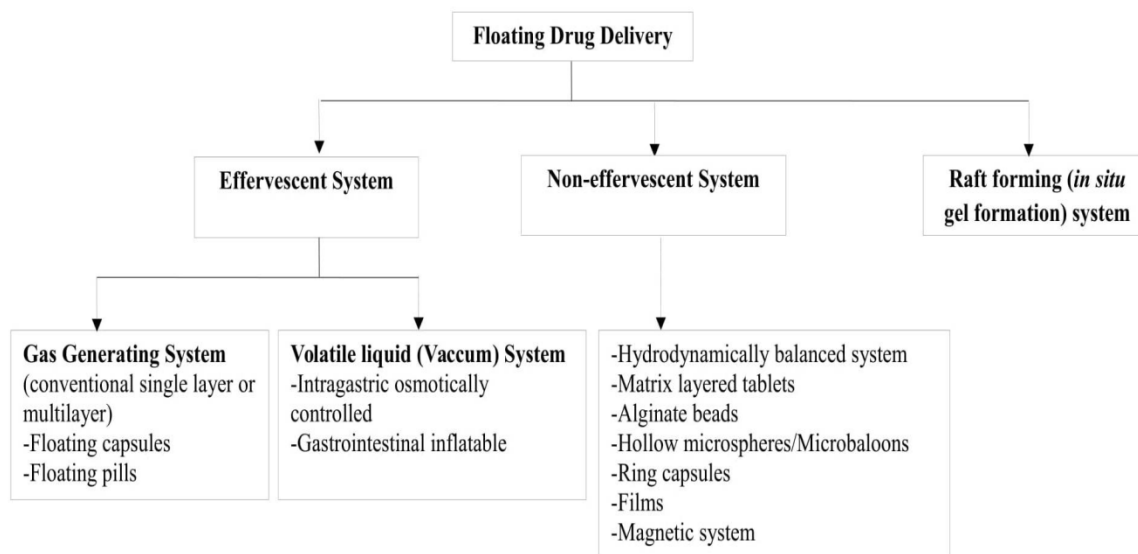 Floating Drug Delivery
Effervescent System
Non-effervescent System
Raft forming (in situ
gel formation) system
Gas Generating System
(conventional single layer or
multilayer)
-Floating capsules
-Floating pills
Volatile liquid (Vaccum) System
-Intragastric osmotically
controlled
-Gastrointestinal inflatable
-Hydrodynamically balanced system
-Matrix layered tablets
-Alginate beads
-Hollow microspheres/Microbaloons
-Ring capsules
-Films
-Magnetic system